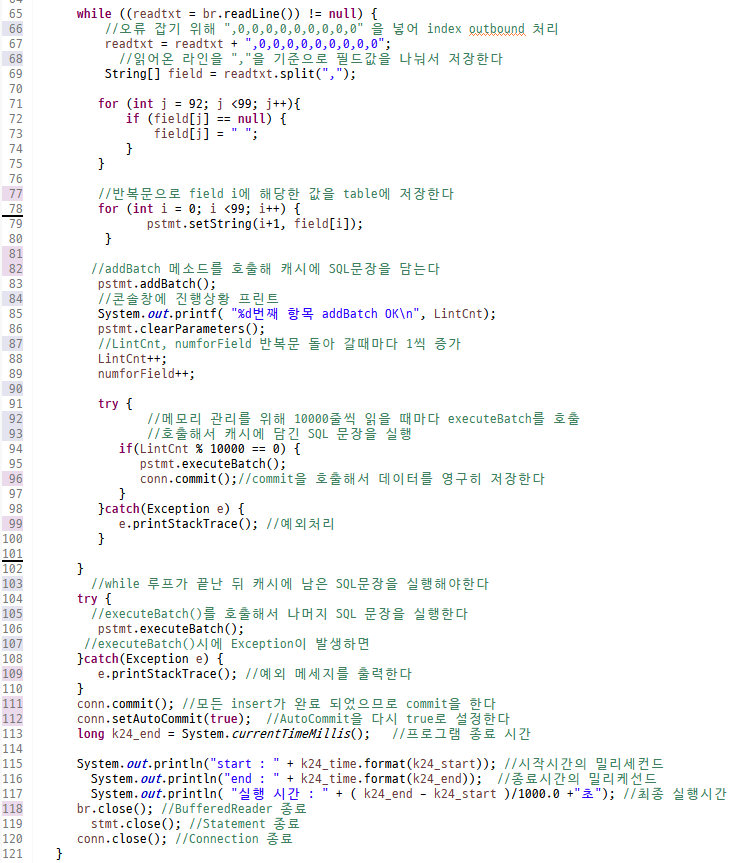 65 while ((readtxt = br.readLine()) != null) {
66 //오류 잡기 위해 ",0,0,0,0,0,0,0,0,0" 을 넣어 index outbound 처리
67 readtxt = readtxt + ",0,0,0,0,0,0,0,0,0";
68 //읽어온 라인을 ","을 기준으로 필드값을 나눠서 저장한다
69 String[] field = readtxt.split(",");
70
71 for (int j = 92; j <99; j++){
72 if (field[j] == null) {
73 field[j] = " ";
74 }
75 }
76
77 //반복문으로 field i에 해당한 값을 table에 저장한다
78 for (int i = 0; i <99; i++) {
79 pstmt.setString(i+1, field[i]);
80 }
81
82 //addBatch 메소드를 호출해 캐시에 SQL문장을 담는다
83 pstmt.addBatch();
84 //콘솔창에 진행상황 프린트
85 System.out.printf( "%d번째 항목 addBatch OK\n", LintCnt);
86 pstmt.clearParameters();
87 //LintCnt, numforField 반복문 돌아 갈때마다 1씩 증가
88 LintCnt++;
89 numforField++;
90
91 try {
92 //메모리 관리를 위해 10000줄씩 읽을 때마다 executeBatch를 호출
93 //호출해서 캐시에 담긴 SQL 문장을 실행
94 if(LintCnt % 10000 == 0) {
95 pstmt.executeBatch();
96 conn.commit();//commit을 호출해서 데이터를 영구히 저장한다
97 }
98 }catch(Exception e) {
99 e.printStackTrace(); //예외처리
100 }
101
102 }
103 //while 루프가 끝난 뒤 캐시에 남은 SQL문장을 실행해야한다
104 try {
105 //executeBatch()를 호출해서 나머지 SQL 문장을 실행한다
106 pstmt.executeBatch();
107 //executeBatch()시에 Exception이 발생하면
108 }catch(Exception e) {
109 e.printStackTrace(); //예외 메세지를 출력한다
110 }
111 conn.commit(); //모든 insert가 완료 되었으므로 commit을 한다
112 conn.setAutoCommit(true); //AutoCommit을 다시 true로 설정한다
113 long k24_end = System.currentTimeMillis(); //프로그램 종료 시간
114
115 System.out.println("start : " + k24_time.format(k24_start)); //시작시간의 밀리세컨드
116 System.out.println("end : " + k24_time.format(k24_end)); //종료시간의 밀리케선드
117 System.out.println( "실행 시간 : " + ( k24_end - k24_start )/1000.0 +"초"); //최종 실행시간
118 br.close(); //BufferedReader 종료
119 stmt.close(); //Statement 종료
120 conn.close(); //Connection 종료
121 }